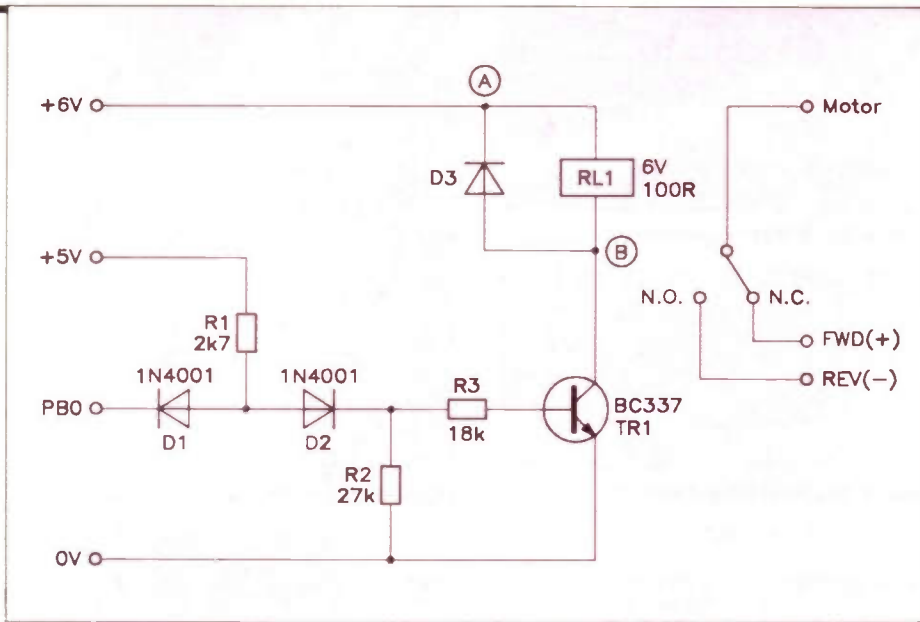 A
+6V
Motor
D3
RL1
6V
100R
B
+5V
N.O.
N.C.
R1
2k7
FWD(+)
REV(-)
1N4001
1N4001
R3
PB0
D1
D2
18k
BC337
TR1
R2
27k
0V